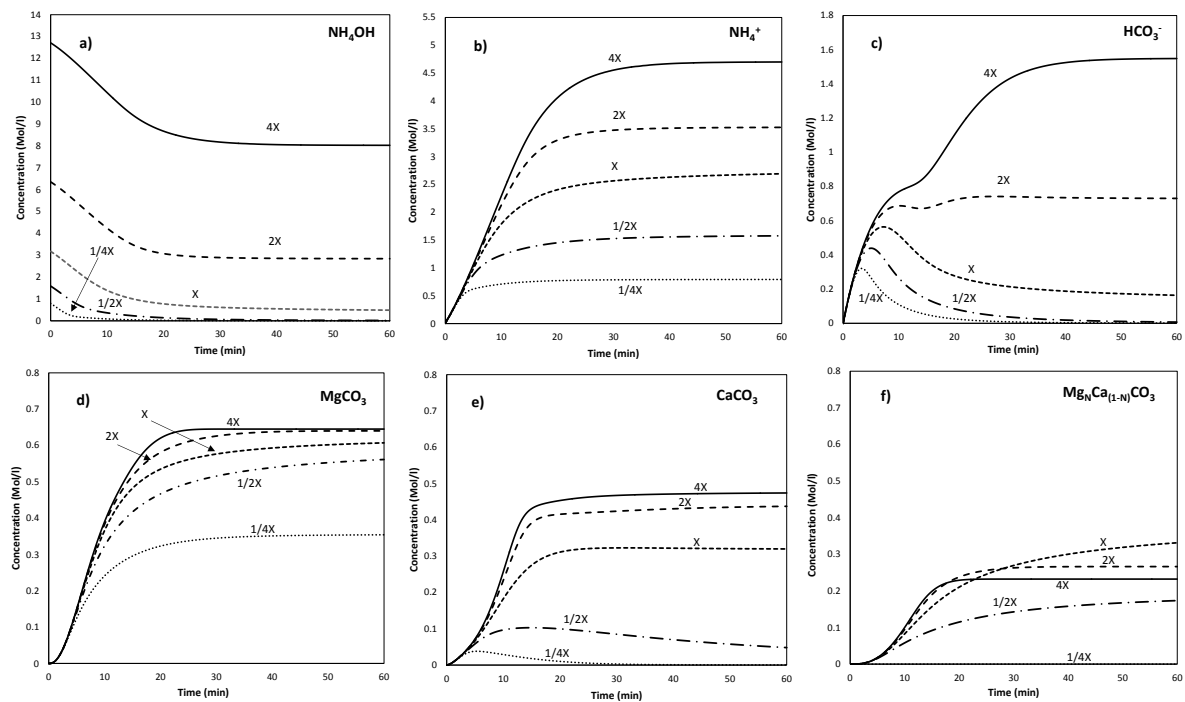 a)
NH₄OH
14
13
12
11
10
9
8
7
6
5
4
3
2
1
0
Concentration (Mol/l)
4X
2X
1/4X
X
1/2X
0 10 20 30 40 50 60
Time (min)
b)
NH₄⁺
5.5
5
4.5
4
3.5
3
2.5
2
1.5
1
0.5
0
Concentration (Mol/l)
4X
2X
X
1/2X
1/4X
0 10 20 30 40 50 60
Time (min)
c)
HCO₃⁻
1.8
1.6
1.4
1.2
1
0.8
0.6
0.4
0.2
0
Concentration (Mol/l)
4X
2X
X
1/2X
1/4X
0 10 20 30 40 50 60
Time (min)
d)
MgCO₃
0.8
0.7
0.6
0.5
0.4
0.3
0.2
0.1
0
Concentration (Mol/l)
X
4X
2X
1/2X
1/4X
0 10 20 30 40 50 60
Time (min)
e)
CaCO₃
0.8
0.7
0.6
0.5
0.4
0.3
0.2
0.1
0
Concentration (Mol/l)
4X
2X
X
1/2X
1/4X
0 10 20 30 40 50 60
Time (min)
f)
Mg_NCa_(1-N)CO₃
0.8
0.7
0.6
0.5
0.4
0.3
0.2
0.1
0
Concentration (Mol/l)
X
2X
4X
1/2X
1/4X
0 10 20 30 40 50 60
Time (min)